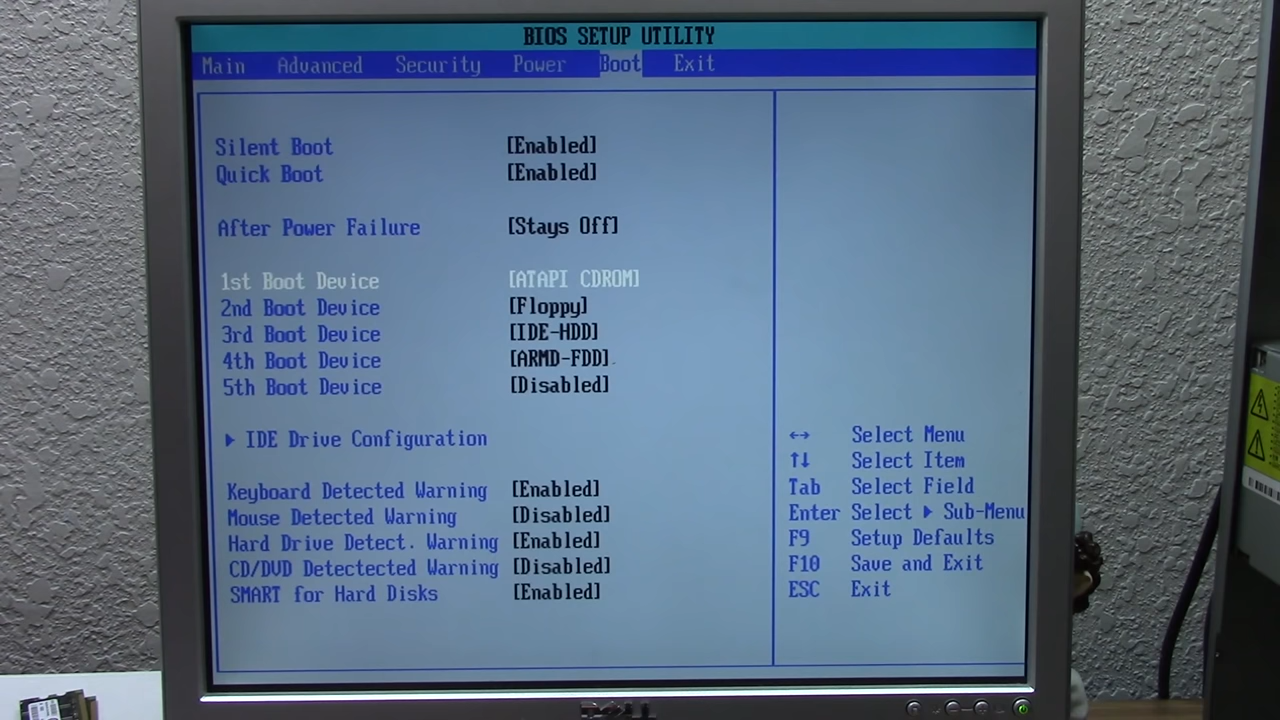 BIOS SETUP UTILITY
Main Advanced Security Power Boot Exit
Silent Boot [Enabled]
Quick Boot [Enabled]
After Power Failure [Stays Off]
1st Boot Device [ATAPI CDROM]
2nd Boot Device [Floppy]
3rd Boot Device [IDE-HDD]
4th Boot Device [ARMD-FDD]
5th Boot Device [Disabled]
▶ IDE Drive Configuration
Keyboard Detected Warning [Enabled]
Mouse Detected Warning [Disabled]
Hard Drive Detect. Warning [Enabled]
CD/DVD Detectected Warning [Disabled]
SMART for Hard Disks [Enabled]
↔ Select Menu
↑↓ Select Item
Tab Select Field
Enter Select ▶ Sub-Menu
F9 Setup Defaults
F10 Save and Exit
ESC Exit
DELL